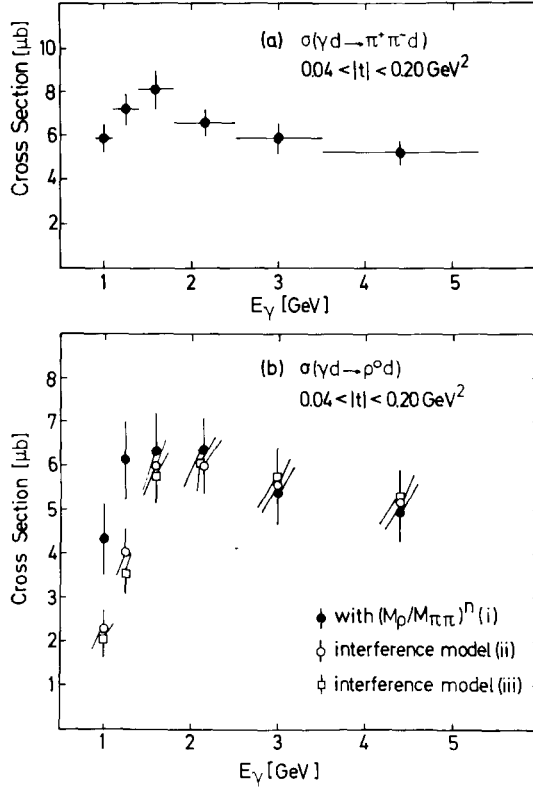 (a) σ(γd→π⁺π⁻d)
0.04 <|t| < 0.20 GeV²
Cross Section [μb]
10
8
6
4
2
1 2 3 4 5
E_γ [GeV]
(b) σ(γd→ρ⁰d)
0.04 <|t| < 0.20 GeV²
Cross Section [μb]
8
7
6
5
4
3
2
1
with (M_ρ/M_ππ)ⁿ (i)
interference model (ii)
interference model (iii)
1 2 3 4 5
E_γ [GeV]